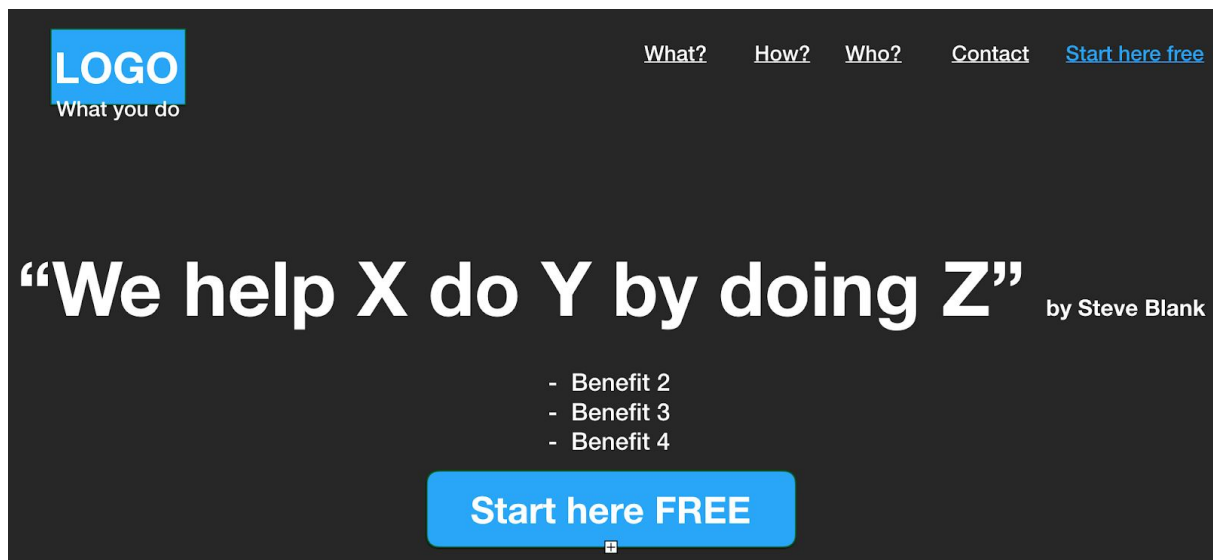 LOGO
What you do
What? How? Who? Contact Start here free
“We help X do Y by doing Z” by Steve Blank
- Benefit 2
- Benefit 3
- Benefit 4
Start here FREE